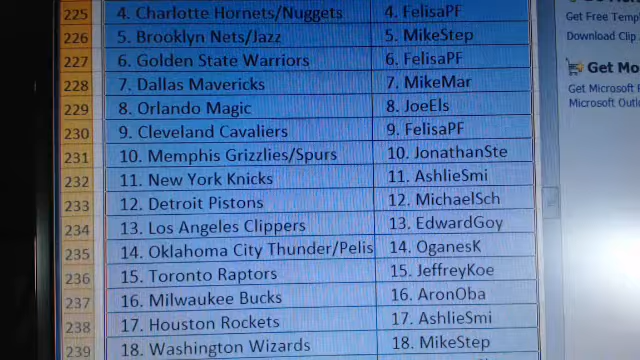 225 4. Charlotte Hornets/Nuggets 4. FelisaPF
226 5. Brooklyn Nets/Jazz 5. MikeStep
227 6. Golden State Warriors 6. FelisaPF
228 7. Dallas Mavericks 7. MikeMar
229 8. Orlando Magic 8. JoeEls
230 9. Cleveland Cavaliers 9. FelisaPF
231 10. Memphis Grizzlies/Spurs 10. JonathanSte
232 11. New York Knicks 11. AshlieSmi
233 12. Detroit Pistons 12. MichaelSch
234 13. Los Angeles Clippers 13. EdwardGoy
235 14. Oklahoma City Thunder/Pelis 14. OganesK
236 15. Toronto Raptors 15. JeffreyKoe
237 16. Milwaukee Bucks 16. AronOba
238 17. Houston Rockets 17. AshlieSmi
239 18. Washington Wizards 18. MikeStep
Get Free Temp
Download Clip
Get Mo
Get Microsoft
Microsoft Outl